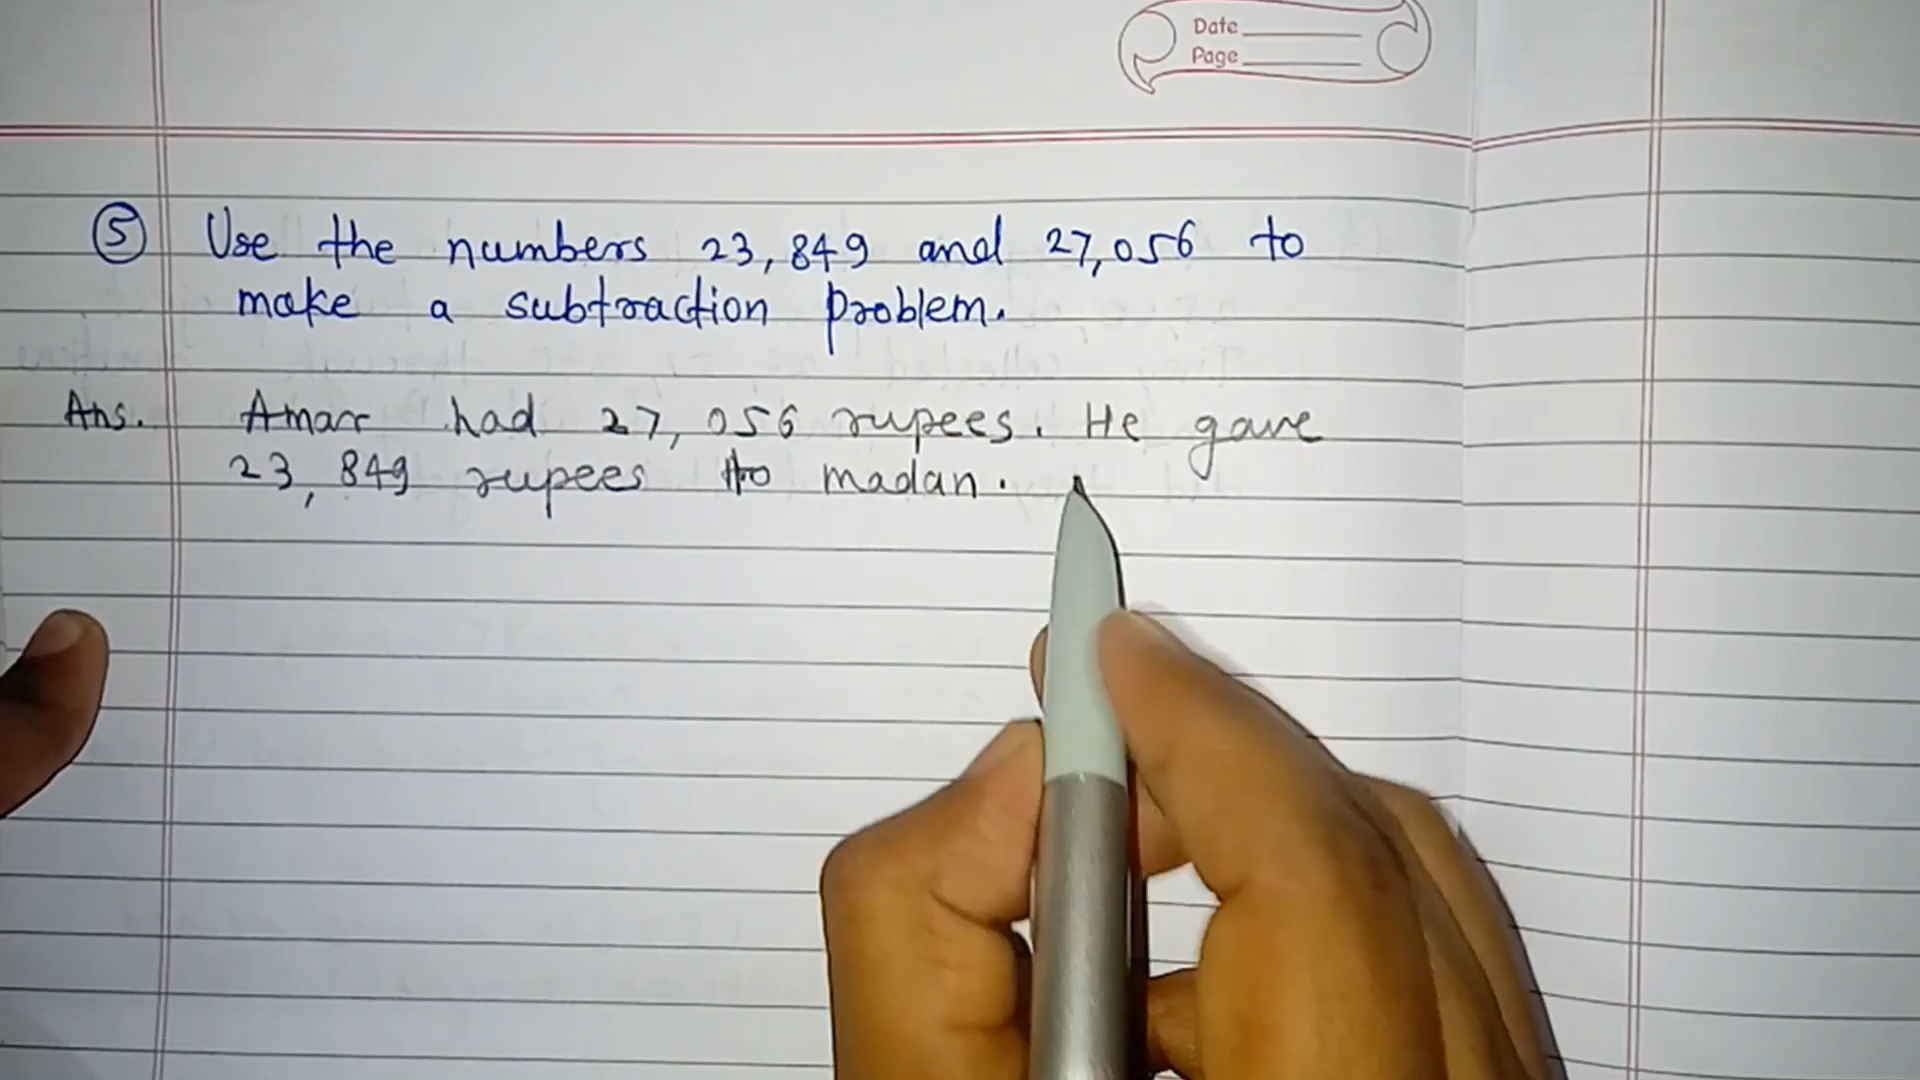 Date
Page
⑤ Use the numbers 23,849 and 27,056 to
make a subtraction problem.
Ans. Amar had 27,056 rupees. He gave
23,849 rupees to madan.